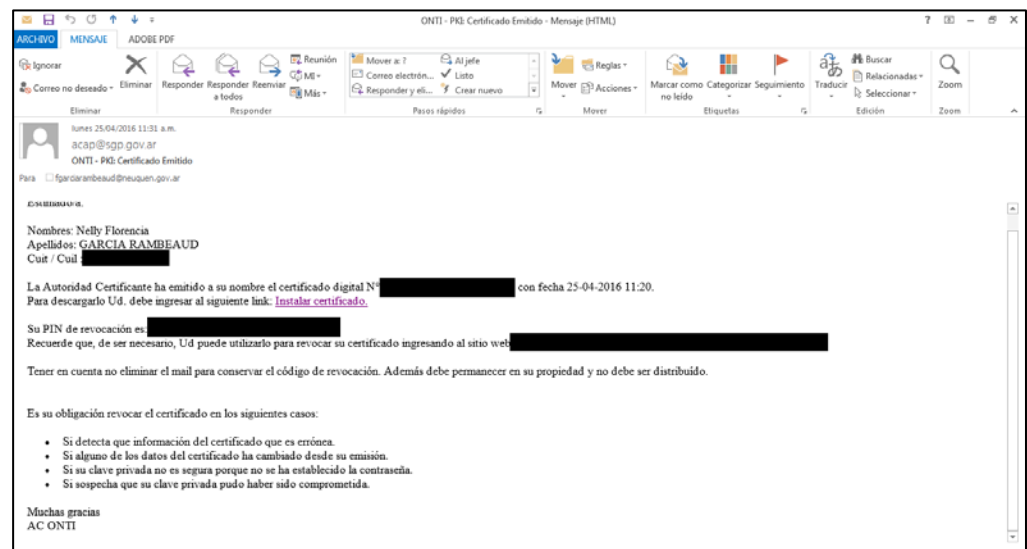 ONTI - PKI: Certificado Emitido - Mensaje (HTML)
ARCHIVO MENSAJE ADOBE PDF
Ignorar
Correo no deseado
Eliminar
Responder
Responder a todos
Reenviar
Reunión
MI
Más
Mover a: ?
Correo electrón...
Responder y eli...
Al jefe
Listo
Crear nuevo
Mover
Reglas
Acciones
Marcar como no leído
Categorizar
Seguimiento
Traducir
Buscar
Relacionadas
Seleccionar
Zoom
Eliminar Responder Pasos rápidos Mover Etiquetas Edición Zoom
lunes 25/04/2016 11:31 a.m.
acap@sgp.gov.ar
ONTI - PKI: Certificado Emitido
Para fgarciarambeaud@neuquen.gov.ar
Nombres: Nelly Florencia
Apellidos: GARCIA RAMBEAUD
Cuit / Cuil :
La Autoridad Certificante ha emitido a su nombre el certificado digital Nº con fecha 25-04-2016 11:20.
Para descargarlo Ud. debe ingresar al siguiente link: Instalar certificado.
Su PIN de revocación es:
Recuerde que, de ser necesario, Ud puede utilizarlo para revocar su certificado ingresando al sitio web
Tener en cuenta no eliminar el mail para conservar el código de revocación. Además debe permanecer en su propiedad y no debe ser distribuído.
Es su obligación revocar el certificado en los siguientes casos:
• Si detecta que información del certificado que es errónea.
• Si alguno de los datos del certificado ha cambiado desde su emisión.
• Si su clave privada no es segura porque no se ha establecido la contraseña.
• Si sospecha que su clave privada pudo haber sido comprometida.
Muchas gracias
AC ONTI